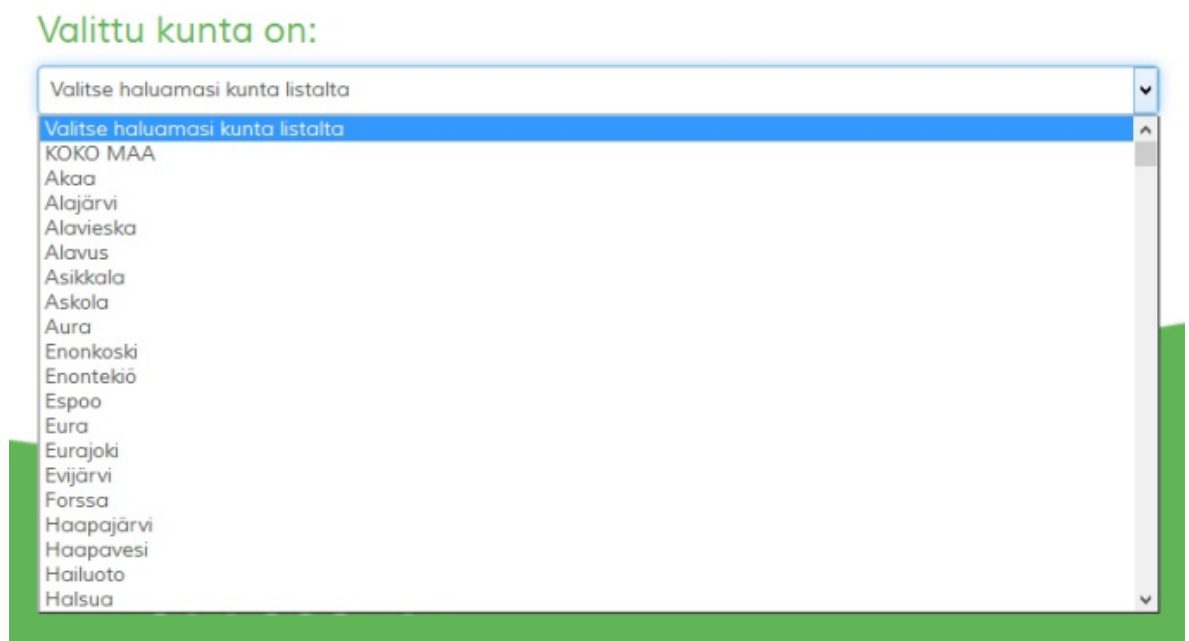 Valittu kunta on:
Valitse haluamasi kunta listalta
Valitse haluamasi kunta listalta
KOKO MAA
Akaa
Alajärvi
Alavieska
Alavus
Asikkala
Askola
Aura
Enonkoski
Enontekiö
Espoo
Eura
Eurajoki
Evijärvi
Forssa
Haapajärvi
Haapavesi
Hailuoto
Halsua